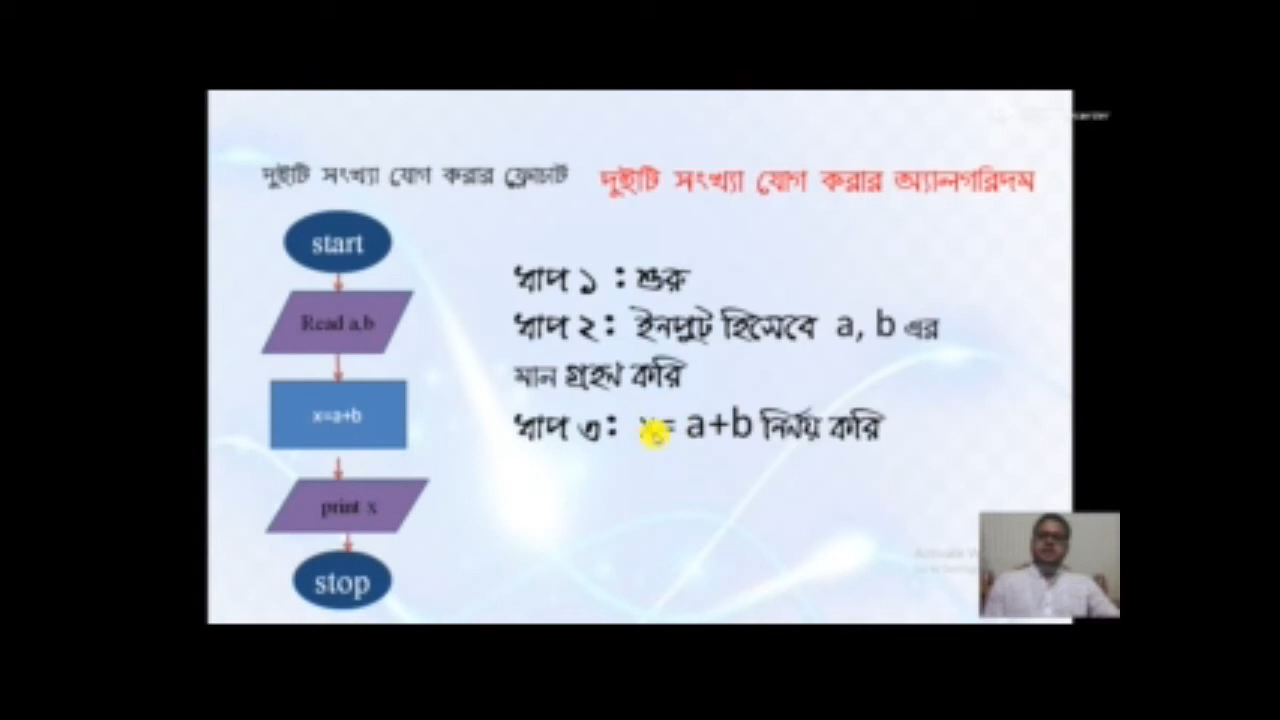 দুইটি সংখ্যা যোগ করার ফ্লোচার্ট
দুইটি সংখ্যা যোগ করার অ্যালগরিদম
start
Read a,b
x=a+b
print x
stop
ধাপ ১ : শুরু
ধাপ ২ : ইনপুট হিসেবে a, b এর
মান গ্রহণ করি
ধাপ ৩ : x= a+b নির্ণয় করি